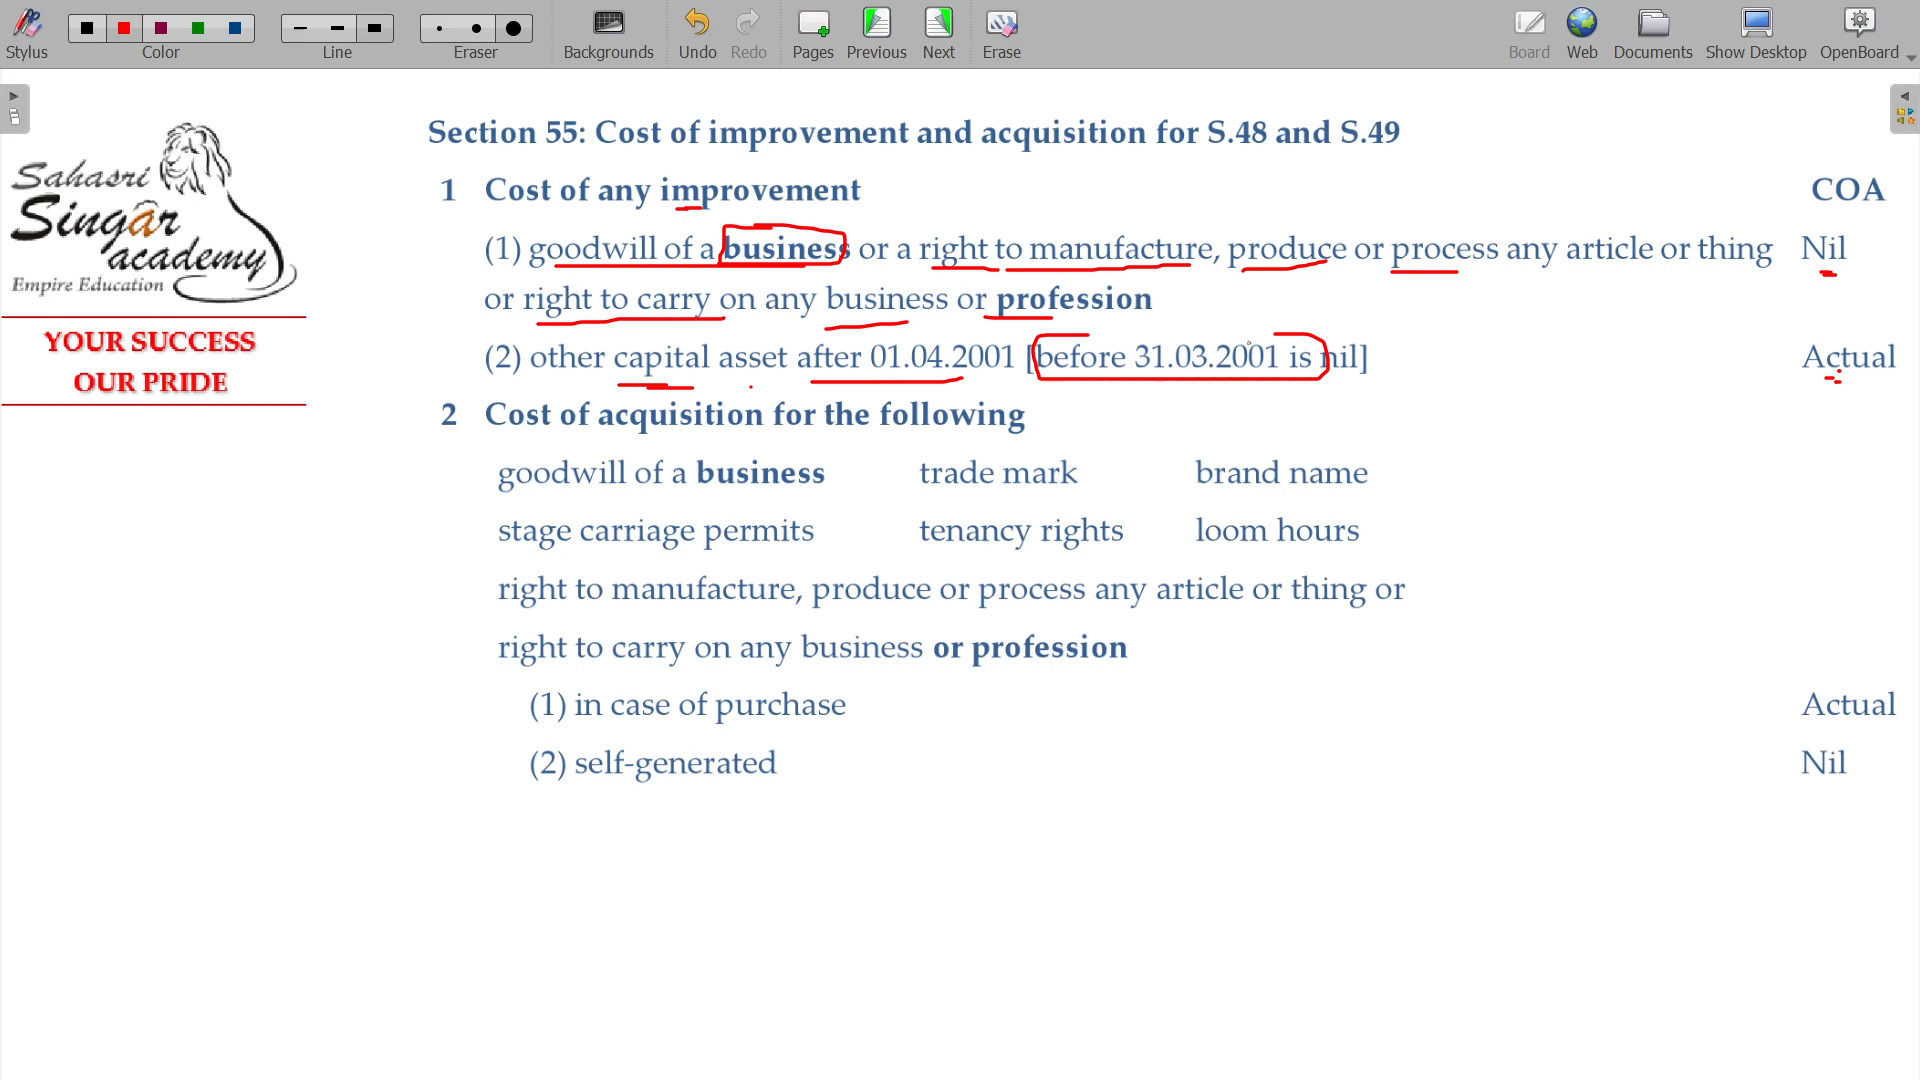 Stylus Color Line Eraser Backgrounds Undo Redo Pages Previous Next Erase Board Web Documents Show Desktop OpenBoard
Sahasri
Singar
academy
Empire Education
YOUR SUCCESS
OUR PRIDE
Section 55: Cost of improvement and acquisition for S.48 and S.49
1 Cost of any improvement COA
(1) goodwill of a business or a right to manufacture, produce or process any article or thing Nil
or right to carry on any business or profession
(2) other capital asset after 01.04.2001 [before 31.03.2001 is nil] Actual
2 Cost of acquisition for the following
goodwill of a business trade mark brand name
stage carriage permits tenancy rights loom hours
right to manufacture, produce or process any article or thing or
right to carry on any business or profession
(1) in case of purchase Actual
(2) self-generated Nil